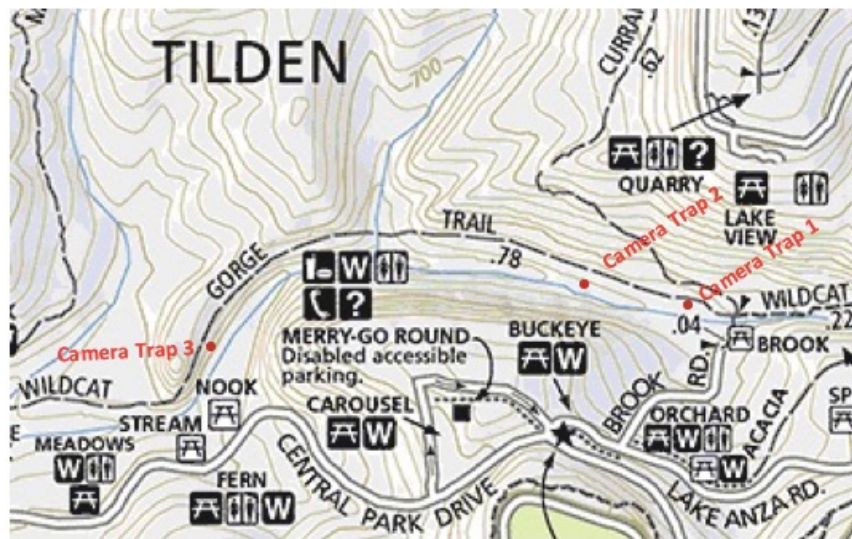 TILDEN
700
CURRAN
.62
.13
?
QUARRY
LAKE
VIEW
Camera Trap 2
Camera Trap 1
GORGE
TRAIL
.78
W
?
MERRY-GO ROUND
Disabled accessible
parking.
BUCKEYE
W
.04
WILDCAT
.22
BROOK
Camera Trap 3
WILDCAT
NOOK
STREAM
MEADOWS
W
FERN
W
CAROUSEL
W
CENTRAL PARK DRIVE
BROOK RD.
ORCHARD
W
W
ACACIA
SP
LAKE ANZA RD.